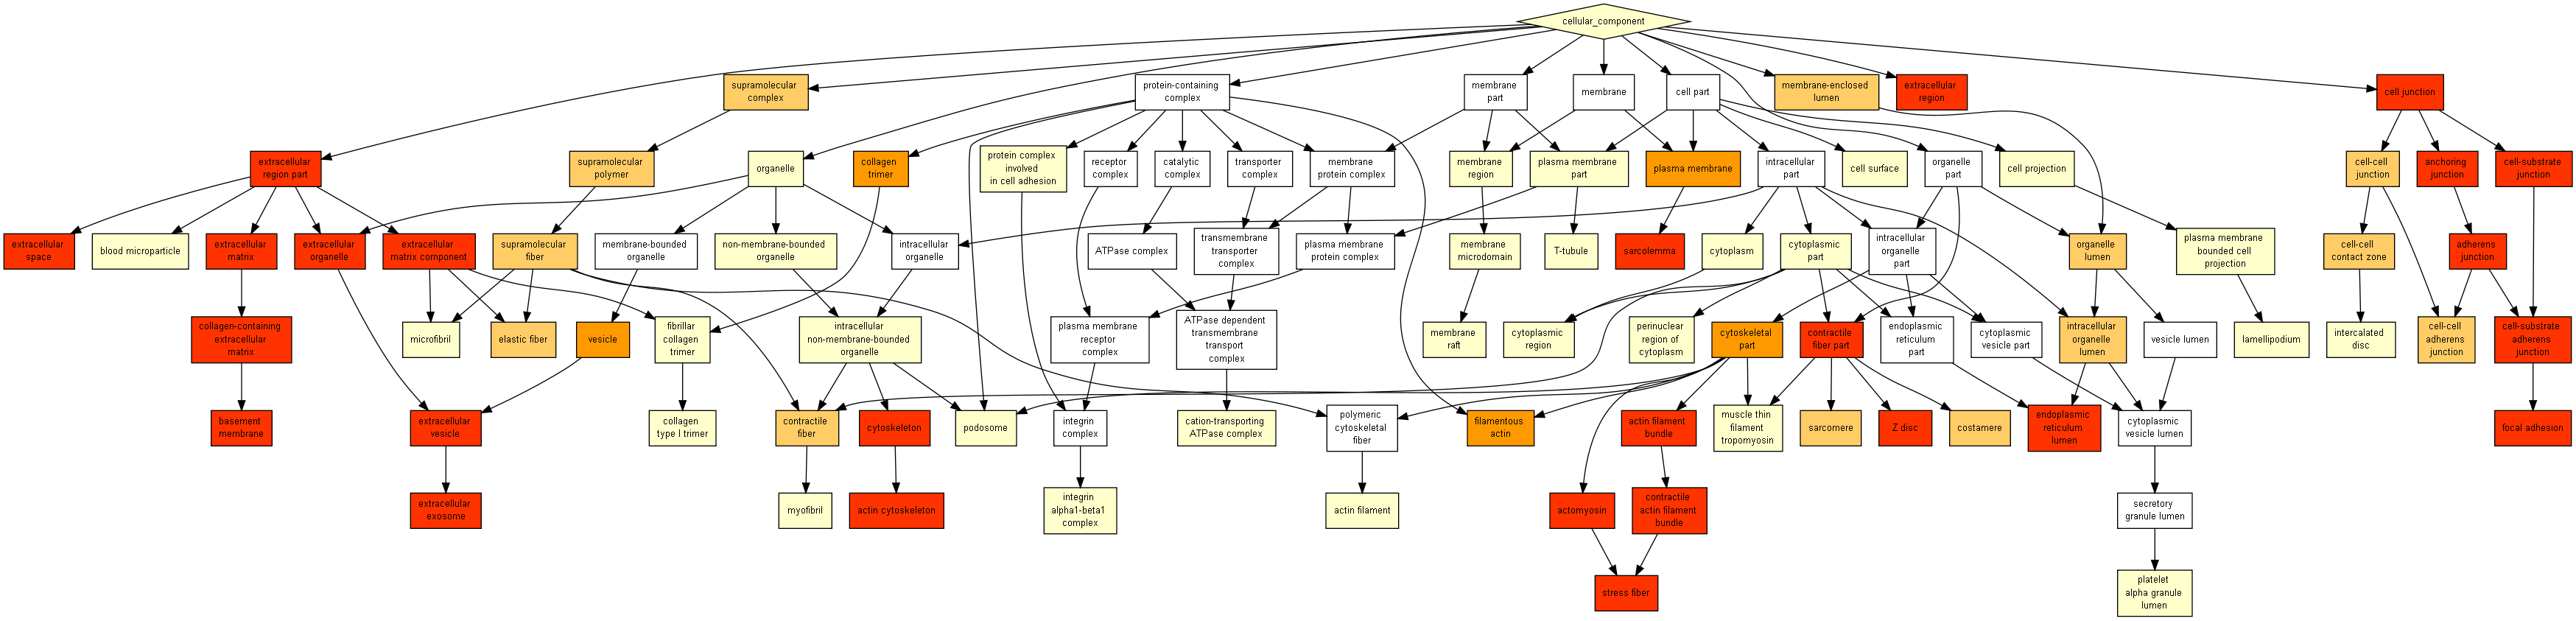 cellular_component
supramolecular
complex
protein-containing
complex
membrane
part
membrane
cell part
membrane-enclosed
lumen
extracellular
region
cell junction
extracellular
region part
supramolecular
polymer
organelle
collagen
trimer
protein complex
involved
in cell adhesion
receptor
complex
catalytic
complex
transporter
complex
membrane
protein complex
membrane
region
plasma membrane
part
plasma membrane
intracellular
part
cell surface
organelle
part
cell projection
cell-cell
junction
anchoring
junction
cell-substrate
junction
extracellular
space
blood microparticle
extracellular
matrix
extracellular
organelle
extracellular
matrix component
supramolecular
fiber
membrane-bounded
organelle
non-membrane-bounded
organelle
intracellular
organelle
ATPase complex
transmembrane
transporter
complex
plasma membrane
protein complex
membrane
microdomain
T-tubule
sarcolemma
cytoplasm
cytoplasmic
part
intracellular
organelle
part
organelle
lumen
plasma membrane
bounded cell
projection
cell-cell
contact zone
adherens
junction
collagen-containing
extracellular
matrix
microfibril
elastic fiber
vesicle
fibrillar
collagen
trimer
intracellular
non-membrane-bounded
organelle
plasma membrane
receptor
complex
ATPase dependent
transmembrane
transport
complex
membrane
raft
cytoplasmic
region
perinuclear
region of
cytoplasm
cytoskeletal
part
contractile
fiber part
endoplasmic
reticulum
part
cytoplasmic
vesicle part
intracellular
organelle
lumen
vesicle lumen
lamellipodium
intercalated
disc
cell-cell
adherens
junction
cell-substrate
adherens
junction
basement
membrane
extracellular
vesicle
collagen
type I trimer
contractile
fiber
cytoskeleton
podosome
integrin
complex
cation-transporting
ATPase complex
polymeric
cytoskeletal
fiber
filamentous
actin
actin filament
bundle
muscle thin
filament
tropomyosin
sarcomere
Z disc
costamere
endoplasmic
reticulum
lumen
cytoplasmic
vesicle lumen
focal adhesion
extracellular
exosome
myofibril
actin cytoskeleton
integrin
alpha1-beta1
complex
actin filament
actomyosin
contractile
actin filament
bundle
secretory
granule lumen
stress fiber
platelet
alpha granule
lumen